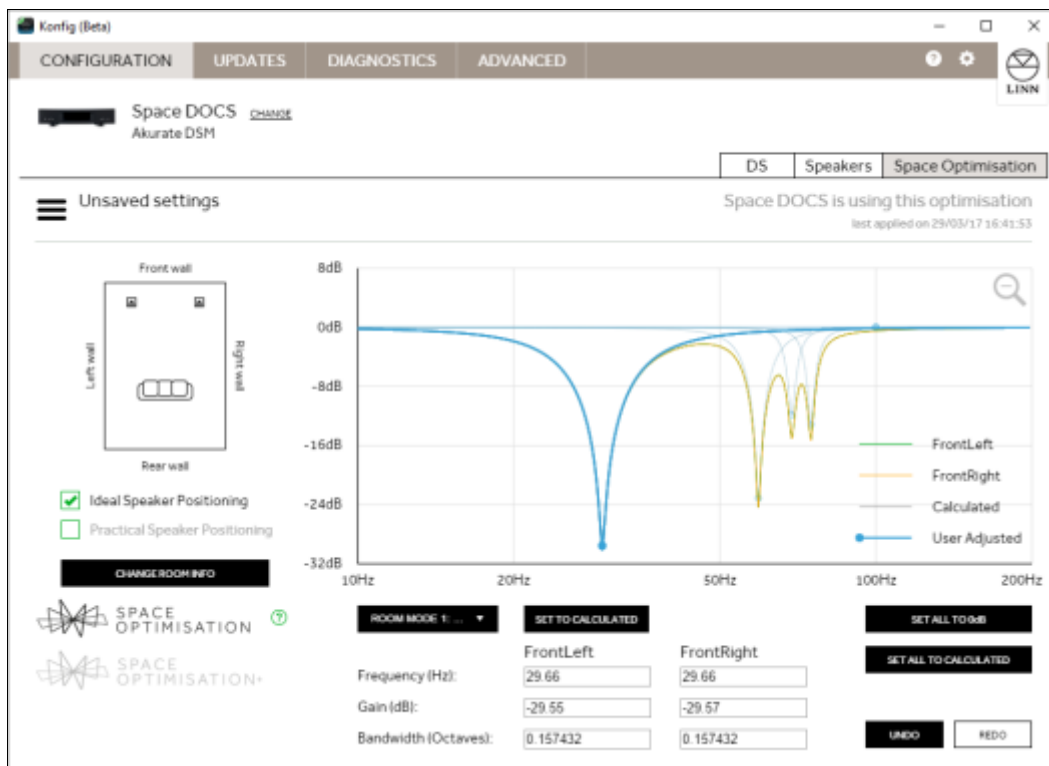 Konfig (Beta)
CONFIGURATION UPDATES DIAGNOSTICS ADVANCED
LINN
Space DOCS CHANGE
Akurate DSM
DS Speakers Space Optimisation
Unsaved settings
Space DOCS is using this optimisation
last applied on 29/03/17 16:41:53
Front wall
Left wall
Right wall
Rear wall
Ideal Speaker Positioning
Practical Speaker Positioning
CHANGE ROOM INFO
SPACE
OPTIMISATION ?
SPACE
OPTIMISATION+
8dB
0dB
-8dB
-16dB
-24dB
-32dB
10Hz 20Hz 50Hz 100Hz 200Hz
FrontLeft
FrontRight
Calculated
User Adjusted
ROOM MODE 1: ... SET TO CALCULATED SET ALL TO 0dB
SET ALL TO CALCULATED
FrontLeft FrontRight
Frequency (Hz): 29.66 29.66
Gain (dB): -29.55 -29.57
Bandwidth (Octaves): 0.157432 0.157432
UNDO REDO